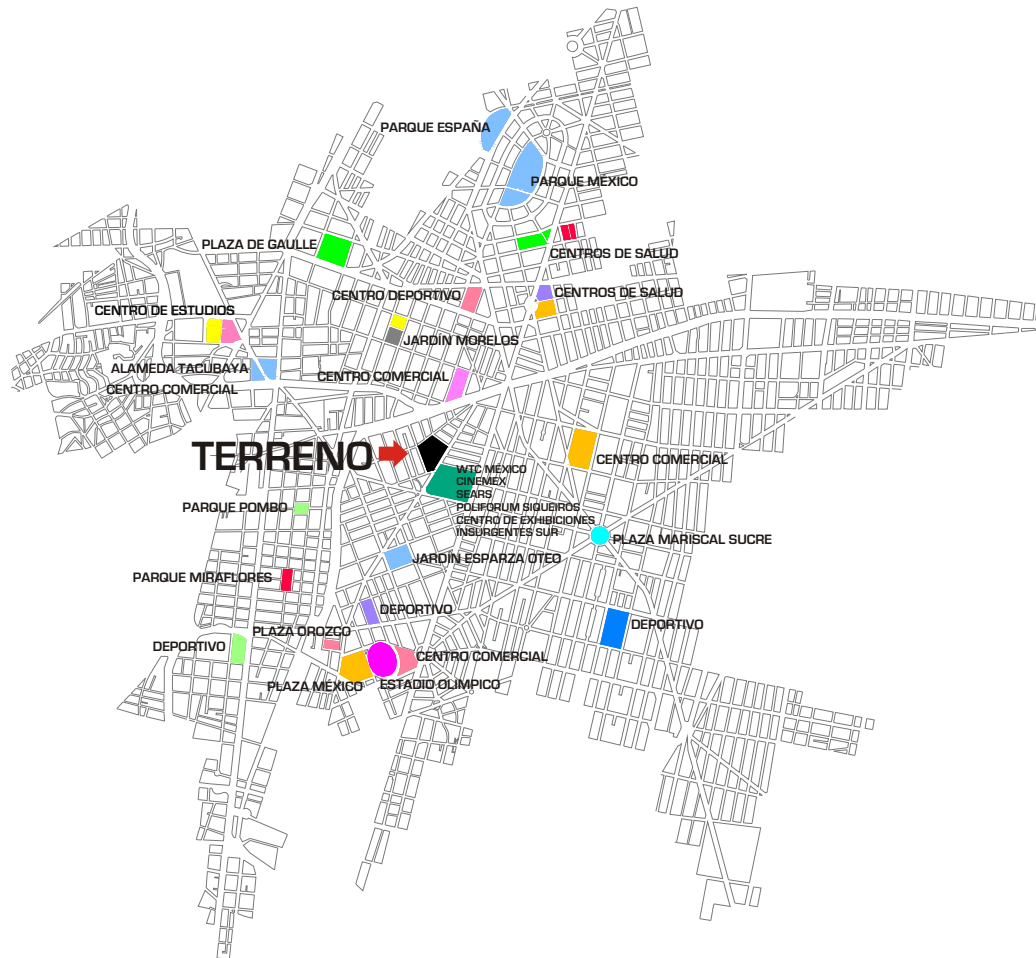 PARQUE ESPAÑA
PARQUE MÉXICO
PLAZA DE GAULLE
CENTROS DE SALUD
CENTRO DEPORTIVO
CENTROS DE SALUD
CENTRO DE ESTUDIOS
JARDÍN MORELOS
ALAMEDA TACUBAYA
CENTRO COMERCIAL
CENTRO COMERCIAL
TERRENO
CENTRO COMERCIAL
WTC MÉXICO
CINEMEX
SEARS
POLIFORUM SIQUEIROS
CENTRO DE EXHIBICIONES
INSURGENTES SUR
PARQUE POMBO
PLAZA MARISCAL SUCRE
JARDÍN ESPARZA OTEO
PARQUE MIRAFLORES
DEPORTIVO
DEPORTIVO
PLAZA OROZCO
DEPORTIVO
CENTRO COMERCIAL
PLAZA MÉXICO
ESTADIO OLIMPICO